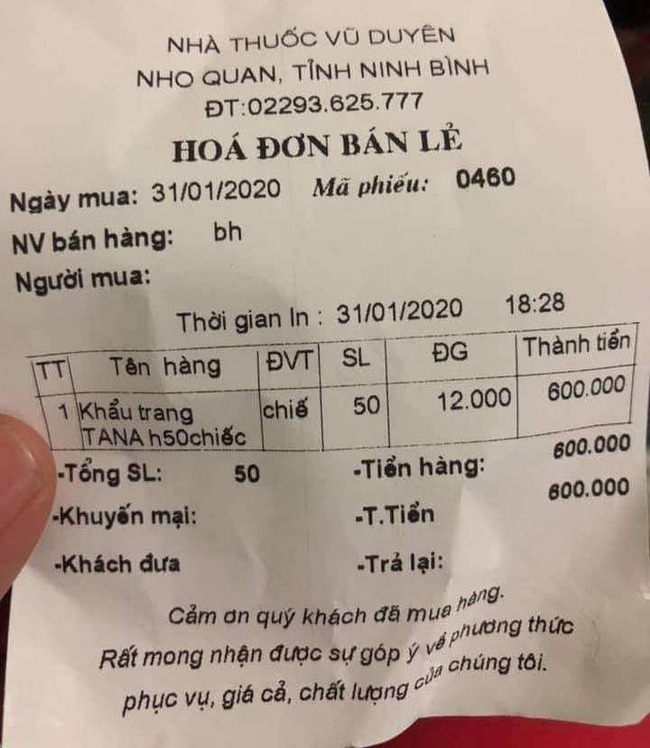 NHÀ THUỐC VŨ DUYÊN
NHO QUAN, TỈNH NINH BÌNH
ĐT:02293.625.777
HOÁ ĐƠN BÁN LẺ
Ngày mua: 31/01/2020 Mã phiếu: 0460
NV bán hàng: bh
Người mua:
Thời gian In : 31/01/2020 18:28
TT Tên hàng ĐVT SL ĐG Thành tiền
1 Khẩu trang chiế 50 12.000 600.000
TANA h50chiếc
-Tổng SL: 50 -Tiền hàng: 600.000
-Khuyến mại: -T.Tiền 600.000
-Khách đưa -Trả lại:
Cảm ơn quý khách đã mua hàng.
Rất mong nhận được sự góp ý về phương thức
phục vụ, giá cả, chất lượng của chúng tôi.